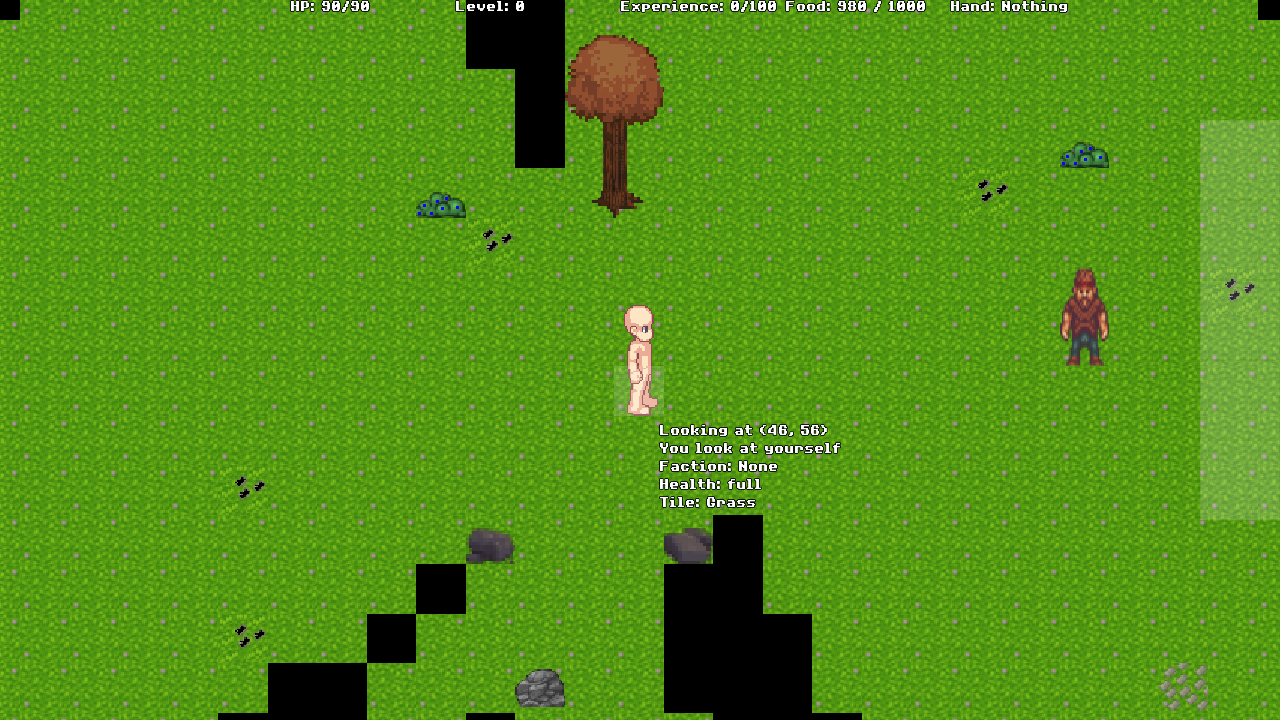 HP: 90/90 Level: 0 Experience: 0/100 Food: 980 / 1000 Hand: Nothing
Looking at (46, 56)
You look at yourself
Faction: None
Health: full
Tile: Grass